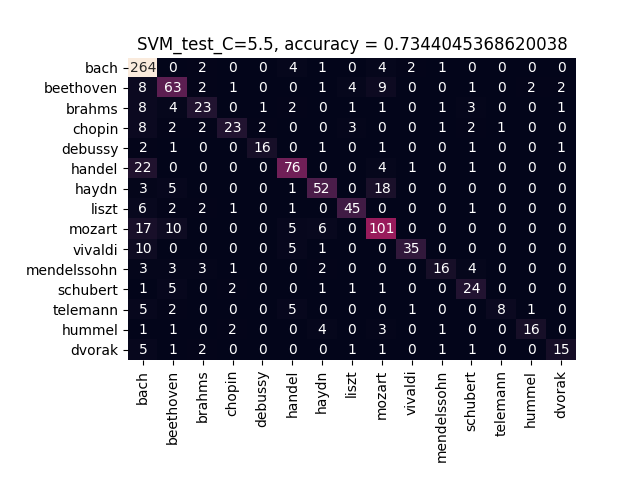 SVM_test_C=5.5, accuracy = 0.7344045368620038
bach 264 0 2 0 0 4 1 0 4 2 1 0 0 0 0
beethoven 8 63 2 1 0 0 1 4 9 0 0 1 0 2 2
brahms 8 4 23 0 1 2 0 1 1 0 1 3 0 0 1
chopin 8 2 2 23 2 0 0 3 0 0 1 2 1 0 0
debussy 2 1 0 0 16 0 1 0 1 0 0 1 0 0 1
handel 22 0 0 0 0 76 0 0 4 1 0 1 0 0 0
haydn 3 5 0 0 0 1 52 0 18 0 0 0 0 0 0
liszt 6 2 2 1 0 1 0 45 0 0 0 1 0 0 0
mozart 17 10 0 0 0 5 6 0 101 0 0 0 0 0 0
vivaldi 10 0 0 0 0 5 1 0 0 35 0 0 0 0 0
mendelssohn 3 3 3 1 0 0 2 0 0 0 16 4 0 0 0
schubert 1 5 0 2 0 0 1 1 1 0 0 24 0 0 0
telemann 5 2 0 0 0 5 0 0 0 1 0 0 8 1 0
hummel 1 1 0 2 0 0 4 0 3 0 1 0 0 16 0
dvorak 5 1 2 0 0 0 0 1 1 0 1 1 0 0 15
bach beethoven brahms chopin debussy handel haydn liszt mozart vivaldi mendelssohn schubert telemann hummel dvorak